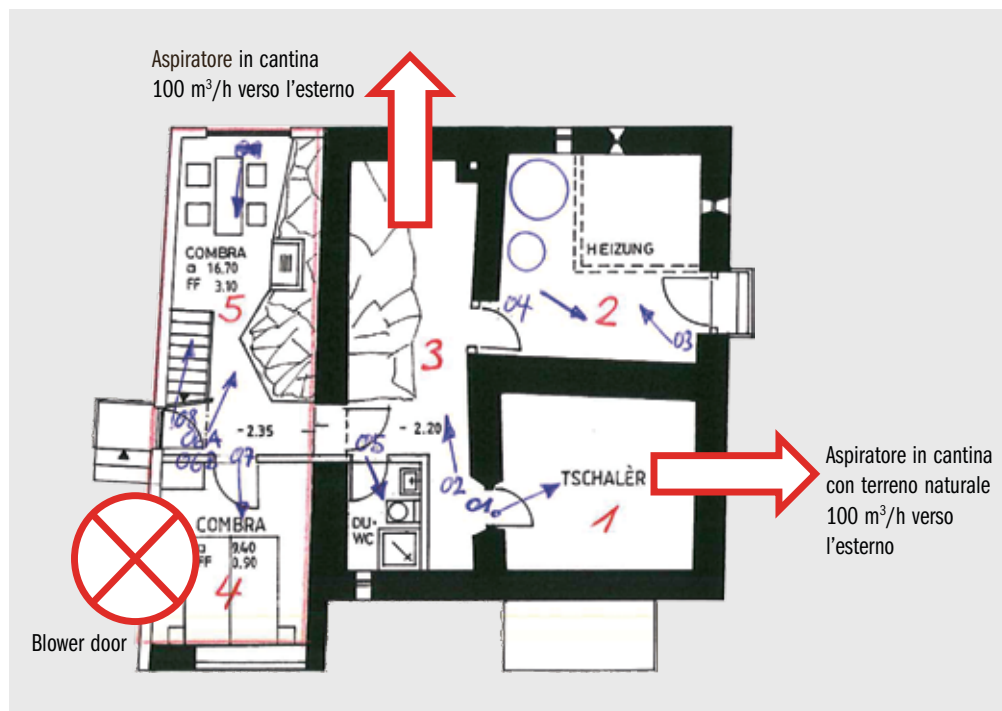 Aspiratore in cantina
100 m³/h verso l'esterno
COMBRA
a 16.70
FF 3.10
5
HEIZUNG
04
2
03
3
08
06A
06B
07
-2.35
05
-2.20
02
01
TSCHALÈR
1
DU-
WC
COMBRA
a 9.40
FF 0.90
4
Blower door
Aspiratore in cantina
con terreno naturale
100 m³/h verso
l'esterno